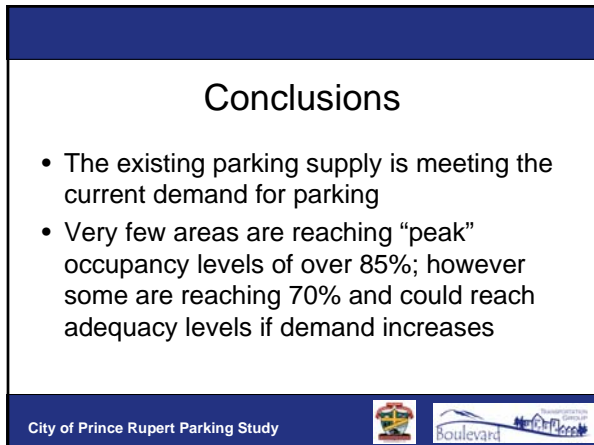 Conclusions
• The existing parking supply is meeting the
current demand for parking
• Very few areas are reaching “peak”
occupancy levels of over 85%; however
some are reaching 70% and could reach
adequacy levels if demand increases
City of Prince Rupert Parking Study
TRANSPORTATION
GROUP
Boulevard